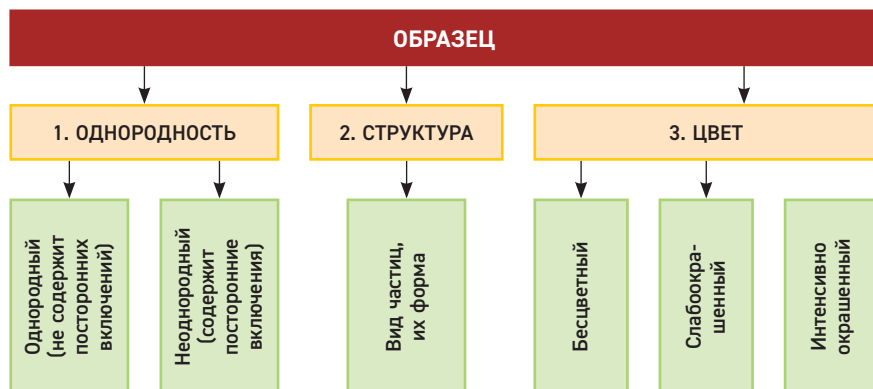 ОБРАЗЕЦ
1. ОДНОРОДНОСТЬ
2. СТРУКТУРА
3. ЦВЕТ
Однородный
(не содержит
посторонних
включений)
Неоднородный
(содержит
посторонние
включения)
Вид частиц,
их форма
Бесцветный
Слабоокра-
шенный
Интенсивно
окрашенный